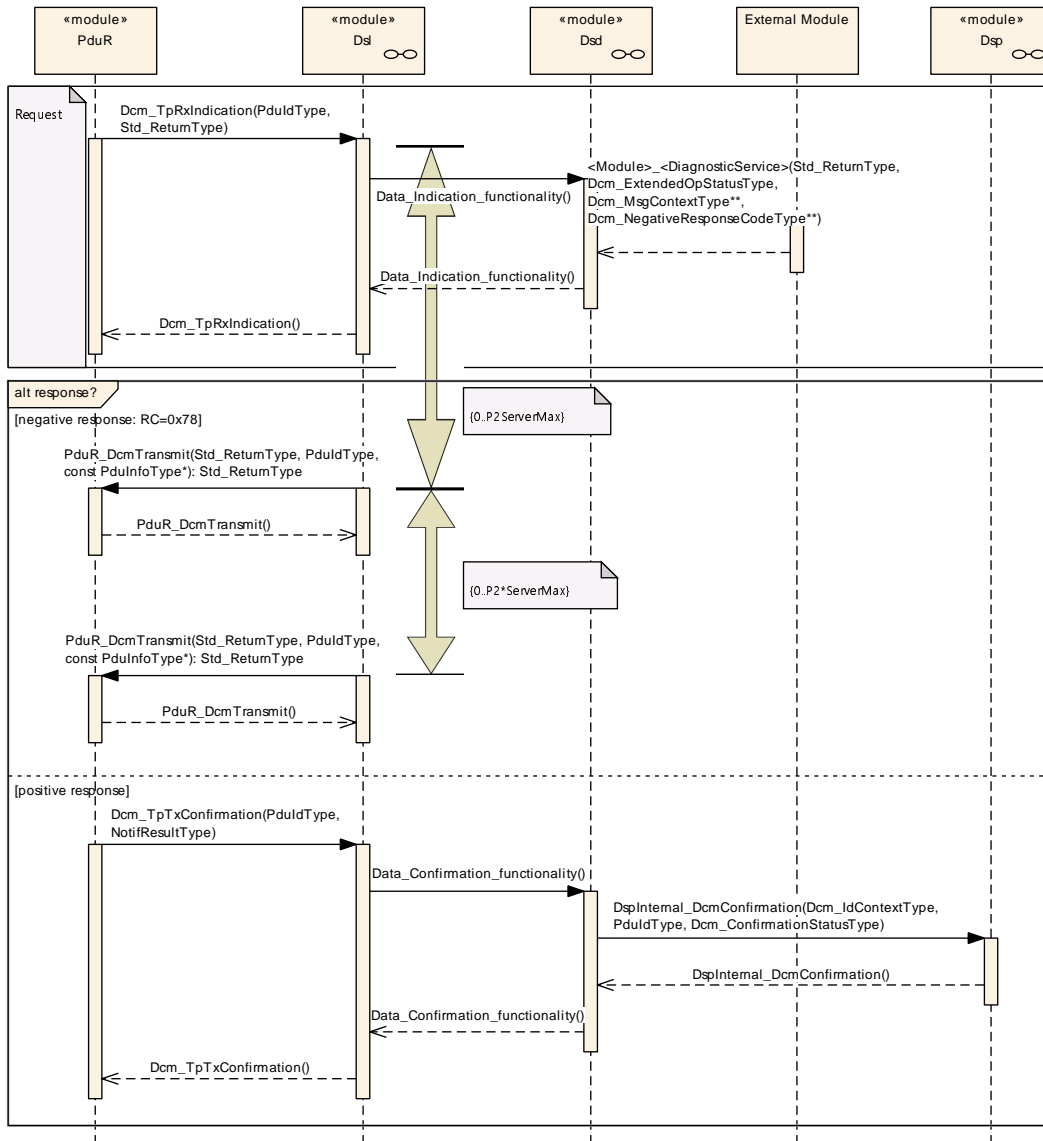 «module»
PduR
«module»
Dsl
«module»
Dsd
External Module
«module»
Dsp
Request
Dcm_TpRxIndication(PduIdType,
Std_ReturnType)
<Module>_<DiagnosticService>(Std_ReturnType,
Dcm_ExtendedOpStatusType,
Dcm_MsgContextType**,
Dcm_NegativeResponseCodeType**)
Data_Indication_functionality()
Data_Indication_functionality()
Dcm_TpRxIndication()
alt response?
[negative response: RC=0x78]
{0..P2ServerMax}
PduR_DcmTransmit(Std_ReturnType, PduIdType,
const PduInfoType*): Std_ReturnType
PduR_DcmTransmit()
{0..P2*ServerMax}
PduR_DcmTransmit(Std_ReturnType, PduIdType,
const PduInfoType*): Std_ReturnType
PduR_DcmTransmit()
[positive response]
Dcm_TpTxConfirmation(PduIdType,
NotifResultType)
Data_Confirmation_functionality()
DspInternal_DcmConfirmation(Dcm_IdContextType,
PduIdType, Dcm_ConfirmationStatusType)
DspInternal_DcmConfirmation()
Data_Confirmation_functionality()
Dcm_TpTxConfirmation()